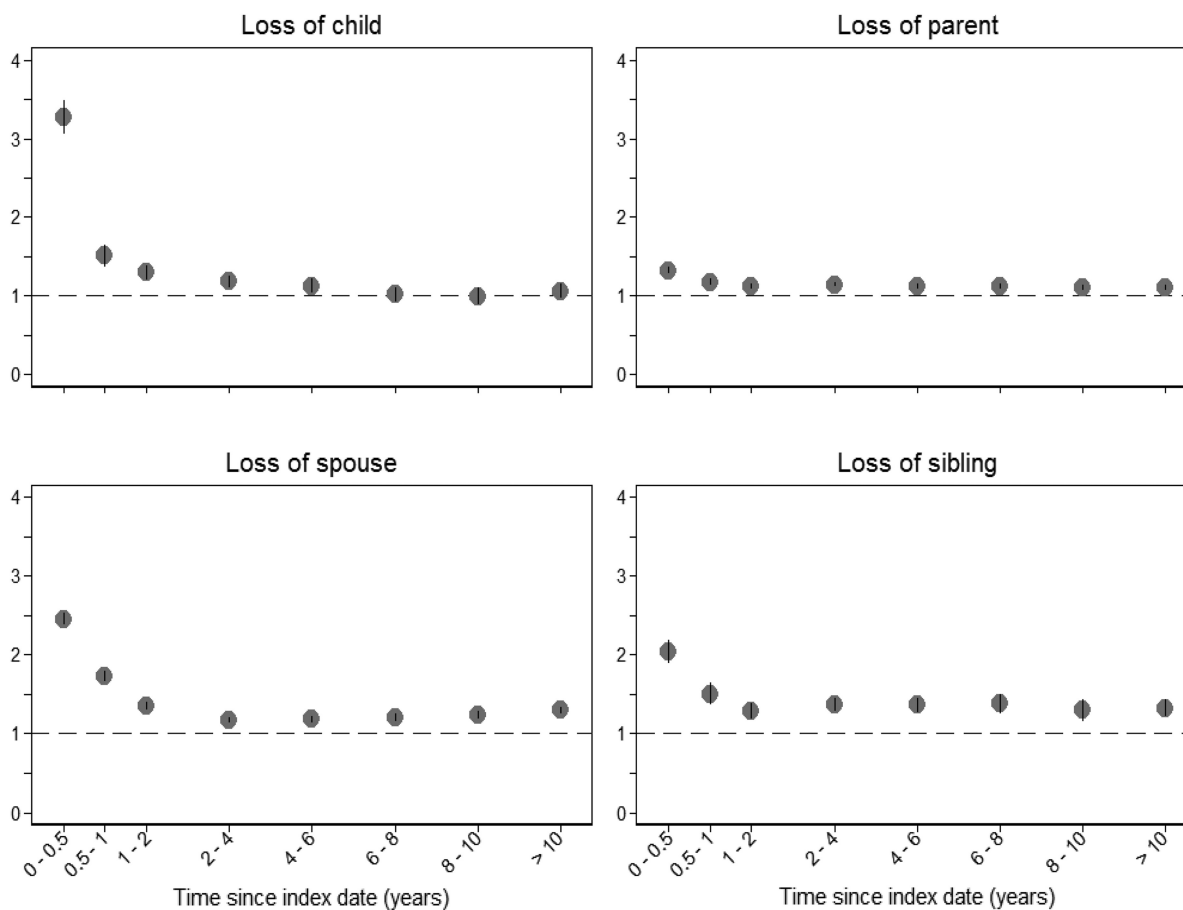 Loss of child
4
3
2
1
0
Loss of parent
4
3
2
1
0
Loss of spouse
4
3
2
1
0
0 - 0.5
0.5 - 1
1 - 2
2 - 4
4 - 6
6 - 8
8 - 10
> 10
Time since index date (years)
Loss of sibling
4
3
2
1
0
0 - 0.5
0.5 - 1
1 - 2
2 - 4
4 - 6
6 - 8
8 - 10
> 10
Time since index date (years)